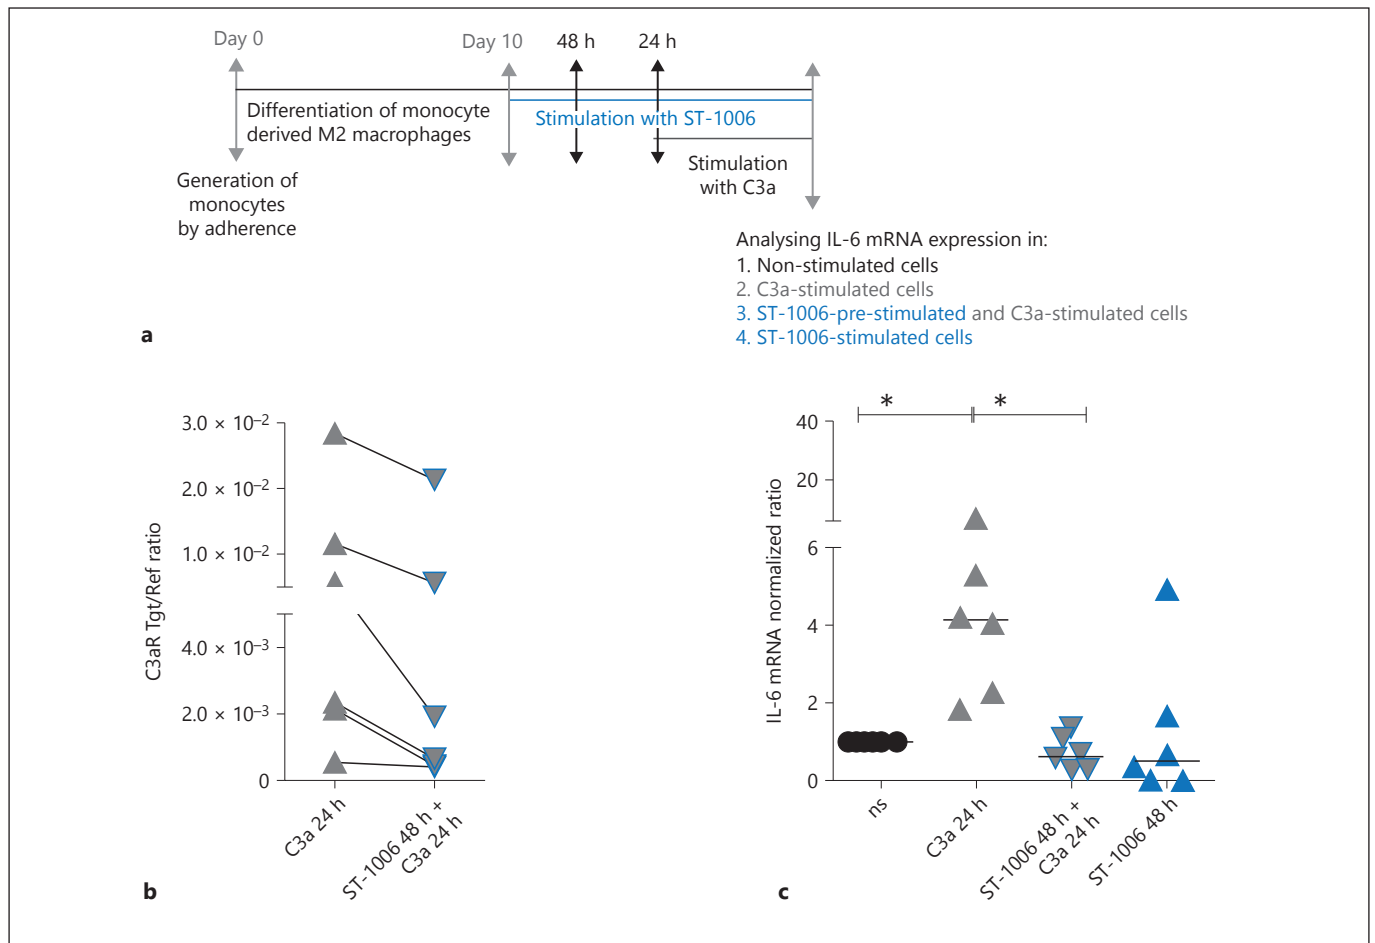 Day 0
Day 10
48 h
24 h
Differentiation of monocyte
derived M2 macrophages
Stimulation with ST-1006
Stimulation
with C3a
Generation of
monocytes
by adherence
Analysing IL-6 mRNA expression in:
1. Non-stimulated cells
2. C3a-stimulated cells
3. ST-1006-pre-stimulated and C3a-stimulated cells
4. ST-1006-stimulated cells
a
C3aR Tgt/Ref ratio
3.0 × 10⁻²
2.0 × 10⁻²
1.0 × 10⁻²
4.0 × 10⁻³
2.0 × 10⁻³
0
C3a 24 h
ST-1006 48 h +
C3a 24 h
b
IL-6 mRNA normalized ratio
* *
40
20
6
4
2
0
ns
C3a 24 h
ST-1006 48 h +
C3a 24 h
ST-1006 48 h
c